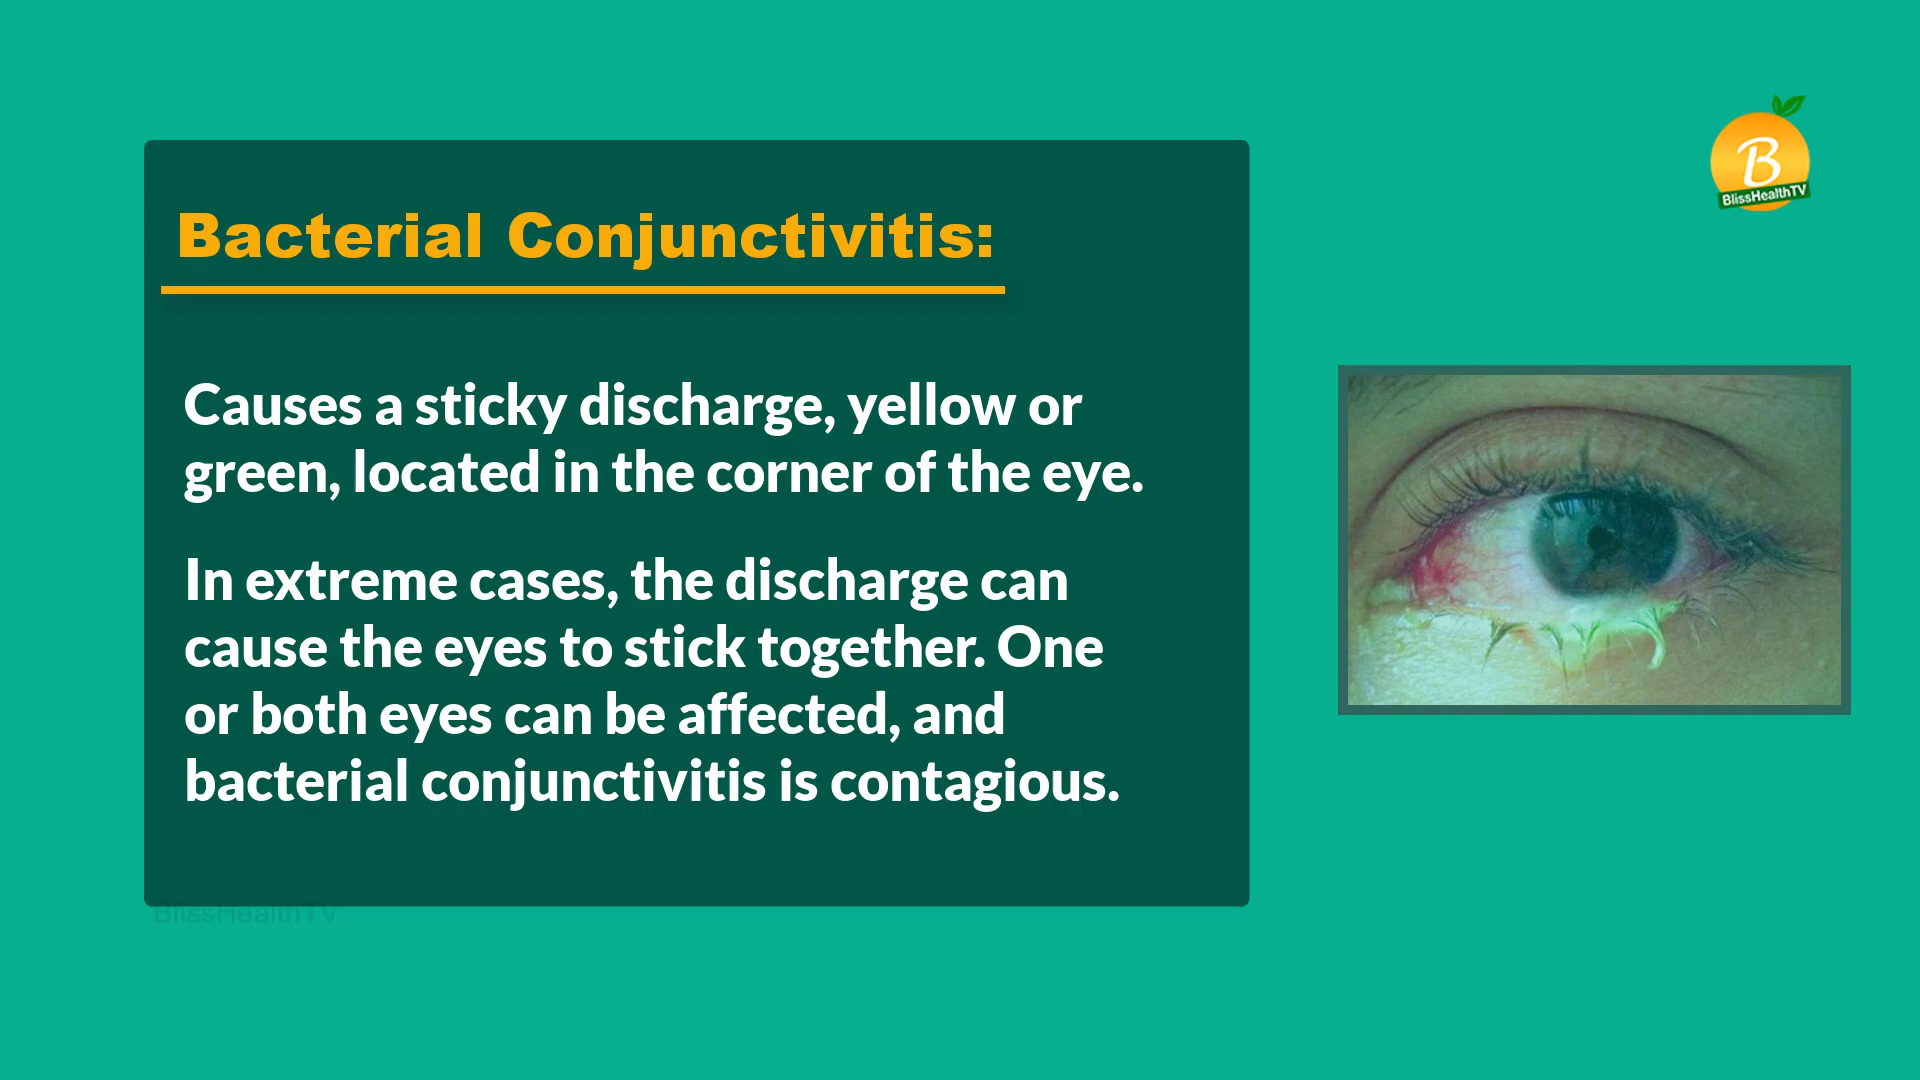 B
BlissHealthTV
Bacterial Conjunctivitis:
Causes a sticky discharge, yellow or
green, located in the corner of the eye.
In extreme cases, the discharge can
cause the eyes to stick together. One
or both eyes can be affected, and
bacterial conjunctivitis is contagious.
BlissHealthTV